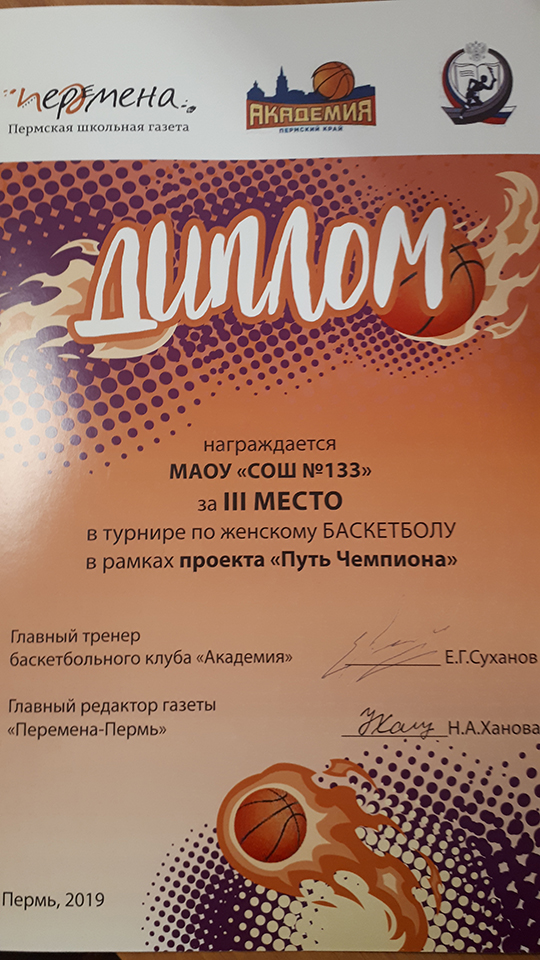 перемена
Пермская школьная газета
АКАДЕМИЯ
ПЕРМСКИЙ КРАЙ
ДИПЛОМ
награждается
МАОУ «СОШ №133»
за III МЕСТО
в турнире по женскому БАСКЕТБОЛУ
в рамках проекта «Путь Чемпиона»
Главный тренер
баскетбольного клуба «Академия» Е.Г.Суханов
Главный редактор газеты
«Перемена-Пермь» Н.А.Ханова
Пермь, 2019